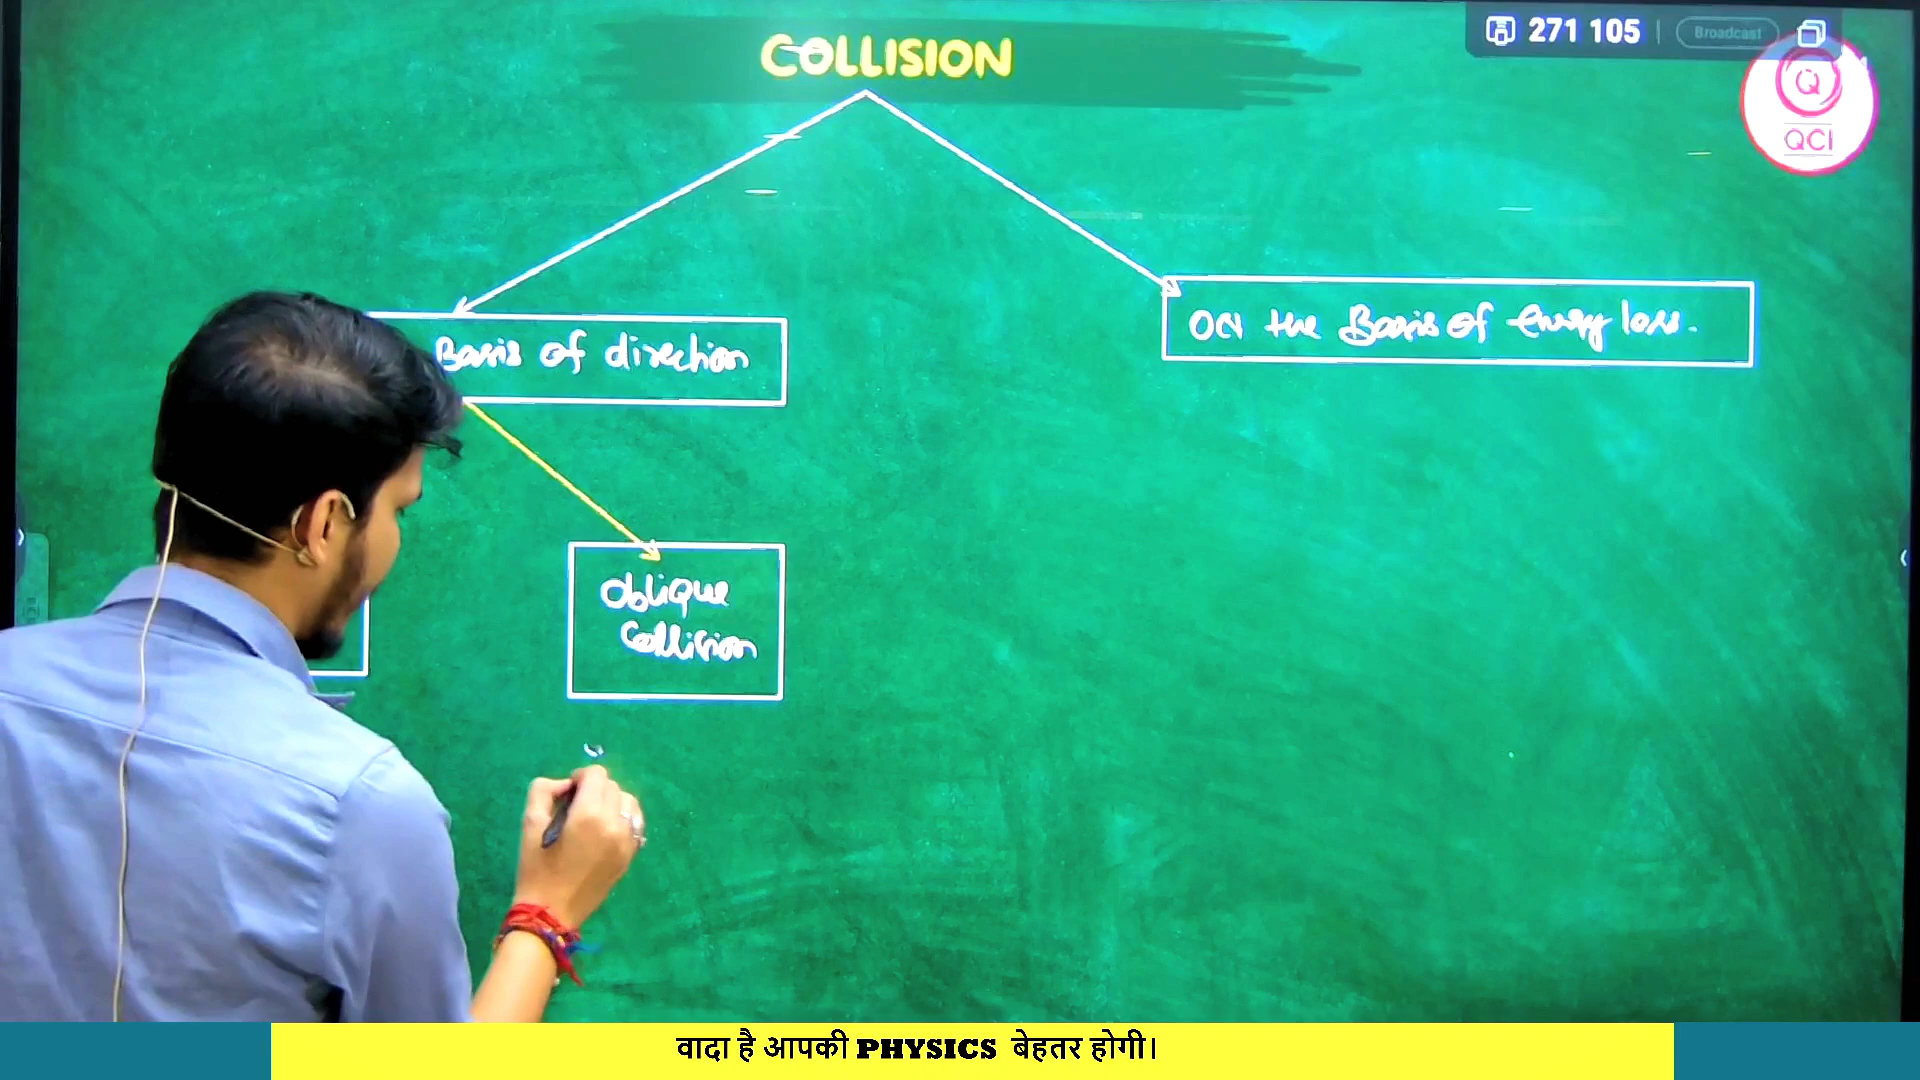 COLLISION
271 105
Broadcast
Q
QCI
Basis of direction
ON the Basis of Energy loss.
Oblique
Collision
वादा है आपकी PHYSICS बेहतर होगी।